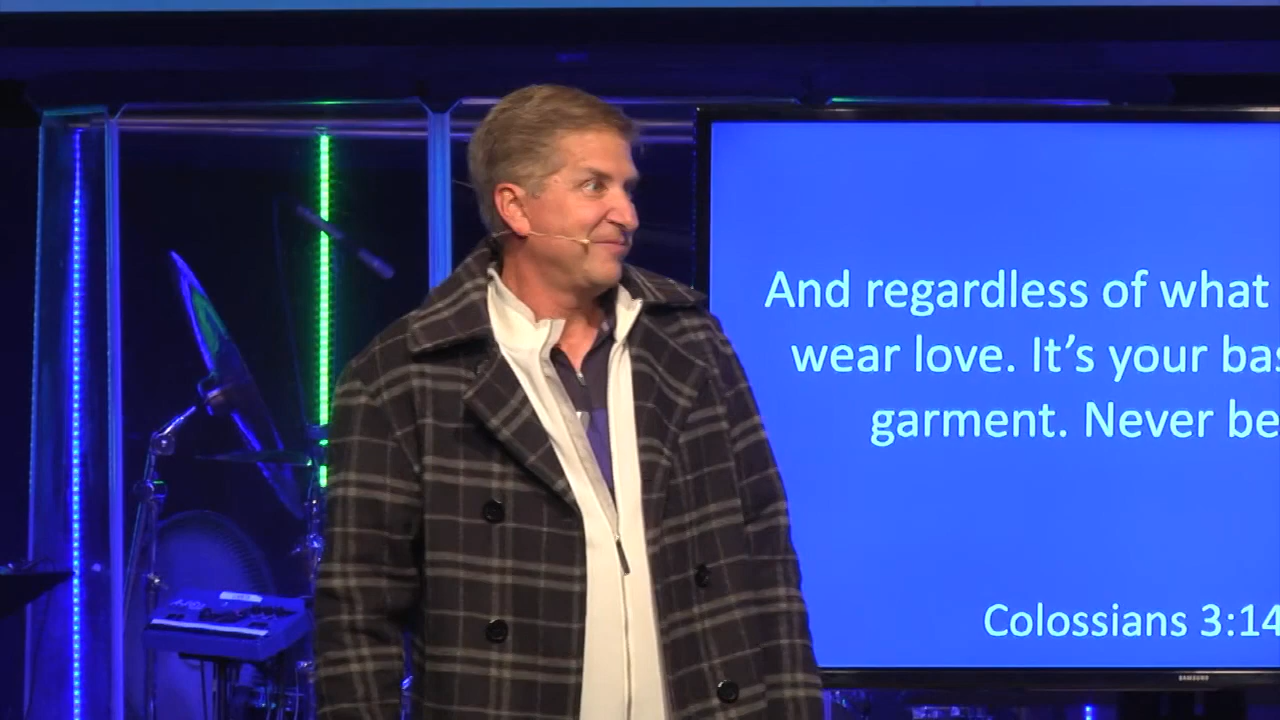 And regardless of what
wear love. It’s your bas
garment. Never be
Colossians 3:14
SAMSUNG